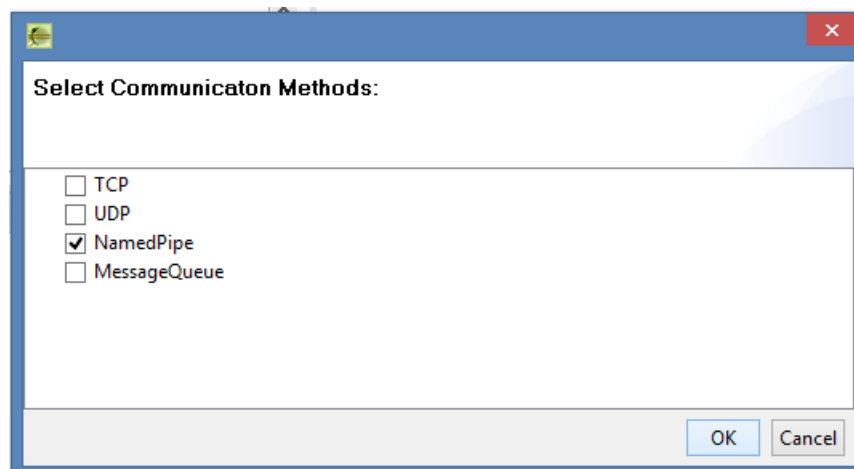 Select Communicaton Methods:
TCP
UDP
NamedPipe
MessageQueue
OK Cancel